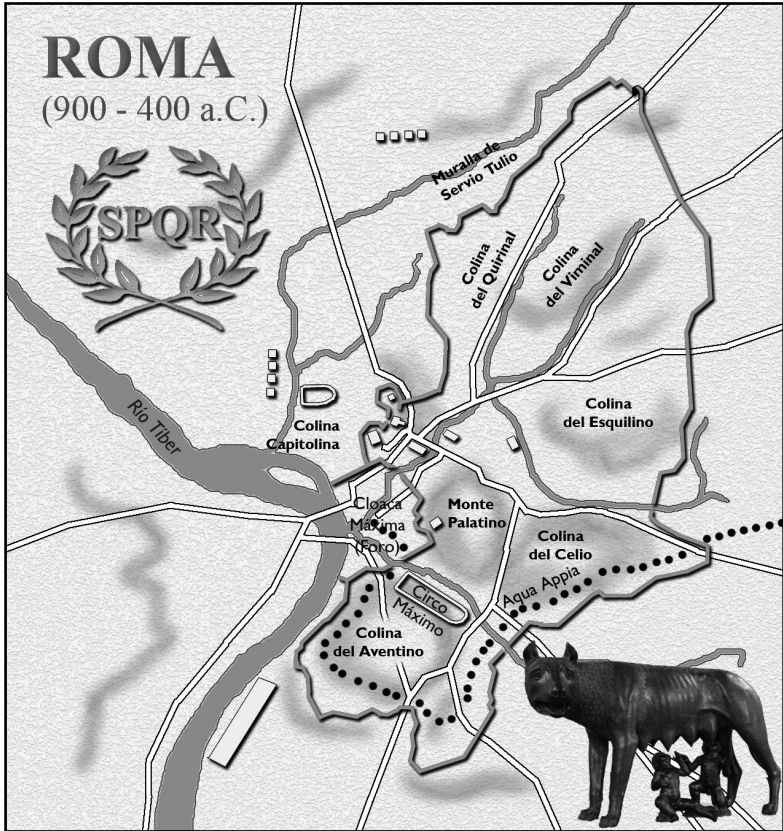 ROMA
(900 - 400 a.C.)
SPQR
Muralla de
Servio Tulio
Colina
del Quirinal
Colina
del Viminal
Colina
del Esquilino
Río Tíber
Colina
Capitolina
Cloaca
Máxima
(Foro)
Monte
Palatino
Colina
del Celio
Aqua Appia
Circo
Máximo
Colina
del Aventino